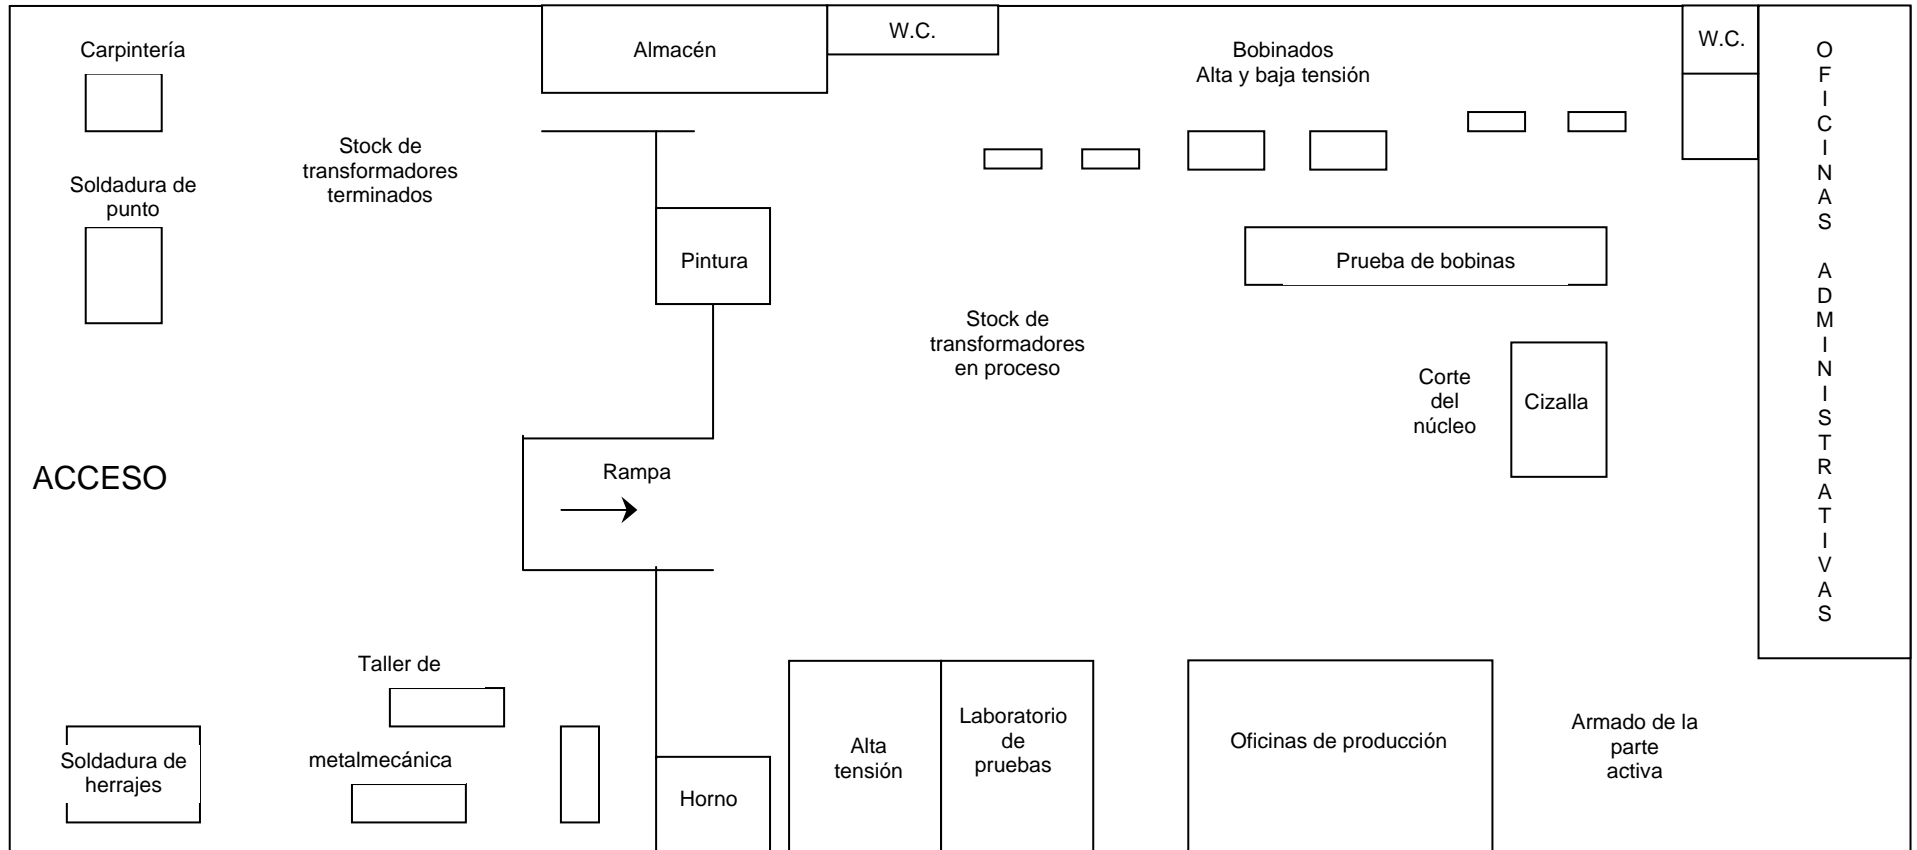 Carpintería
Almacén
W.C.
Bobinados
Alta y baja tensión
W.C.
OFICINAS ADMINISTRATIVAS
Stock de
transformadores
terminados
Soldadura de
punto
Pintura
Prueba de bobinas
Stock de
transformadores
en proceso
Corte
del
núcleo
Cizalla
ACCESO
Rampa
Taller de
metalmecánica
Soldadura de
herrajes
Horno
Alta
tensión
Laboratorio
de
pruebas
Oficinas de producción
Armado de la
parte
activa